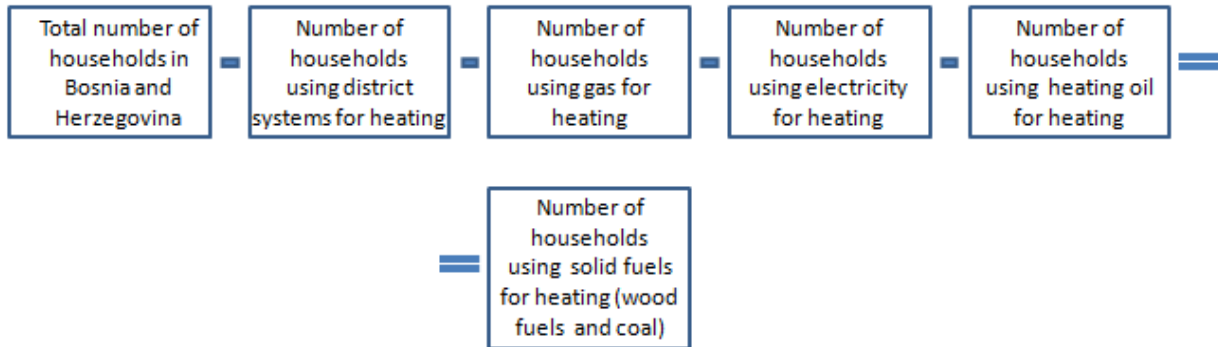 Total number of
households in
Bosnia and
Herzegovina
-
Number of
households
using district
systems for heating
-
Number of
households
using gas for
heating
-
Number of
households
using electricity
for heating
-
Number of
households
using heating oil
for heating
=
=
Number of
households
using solid fuels
for heating (wood
fuels and coal)